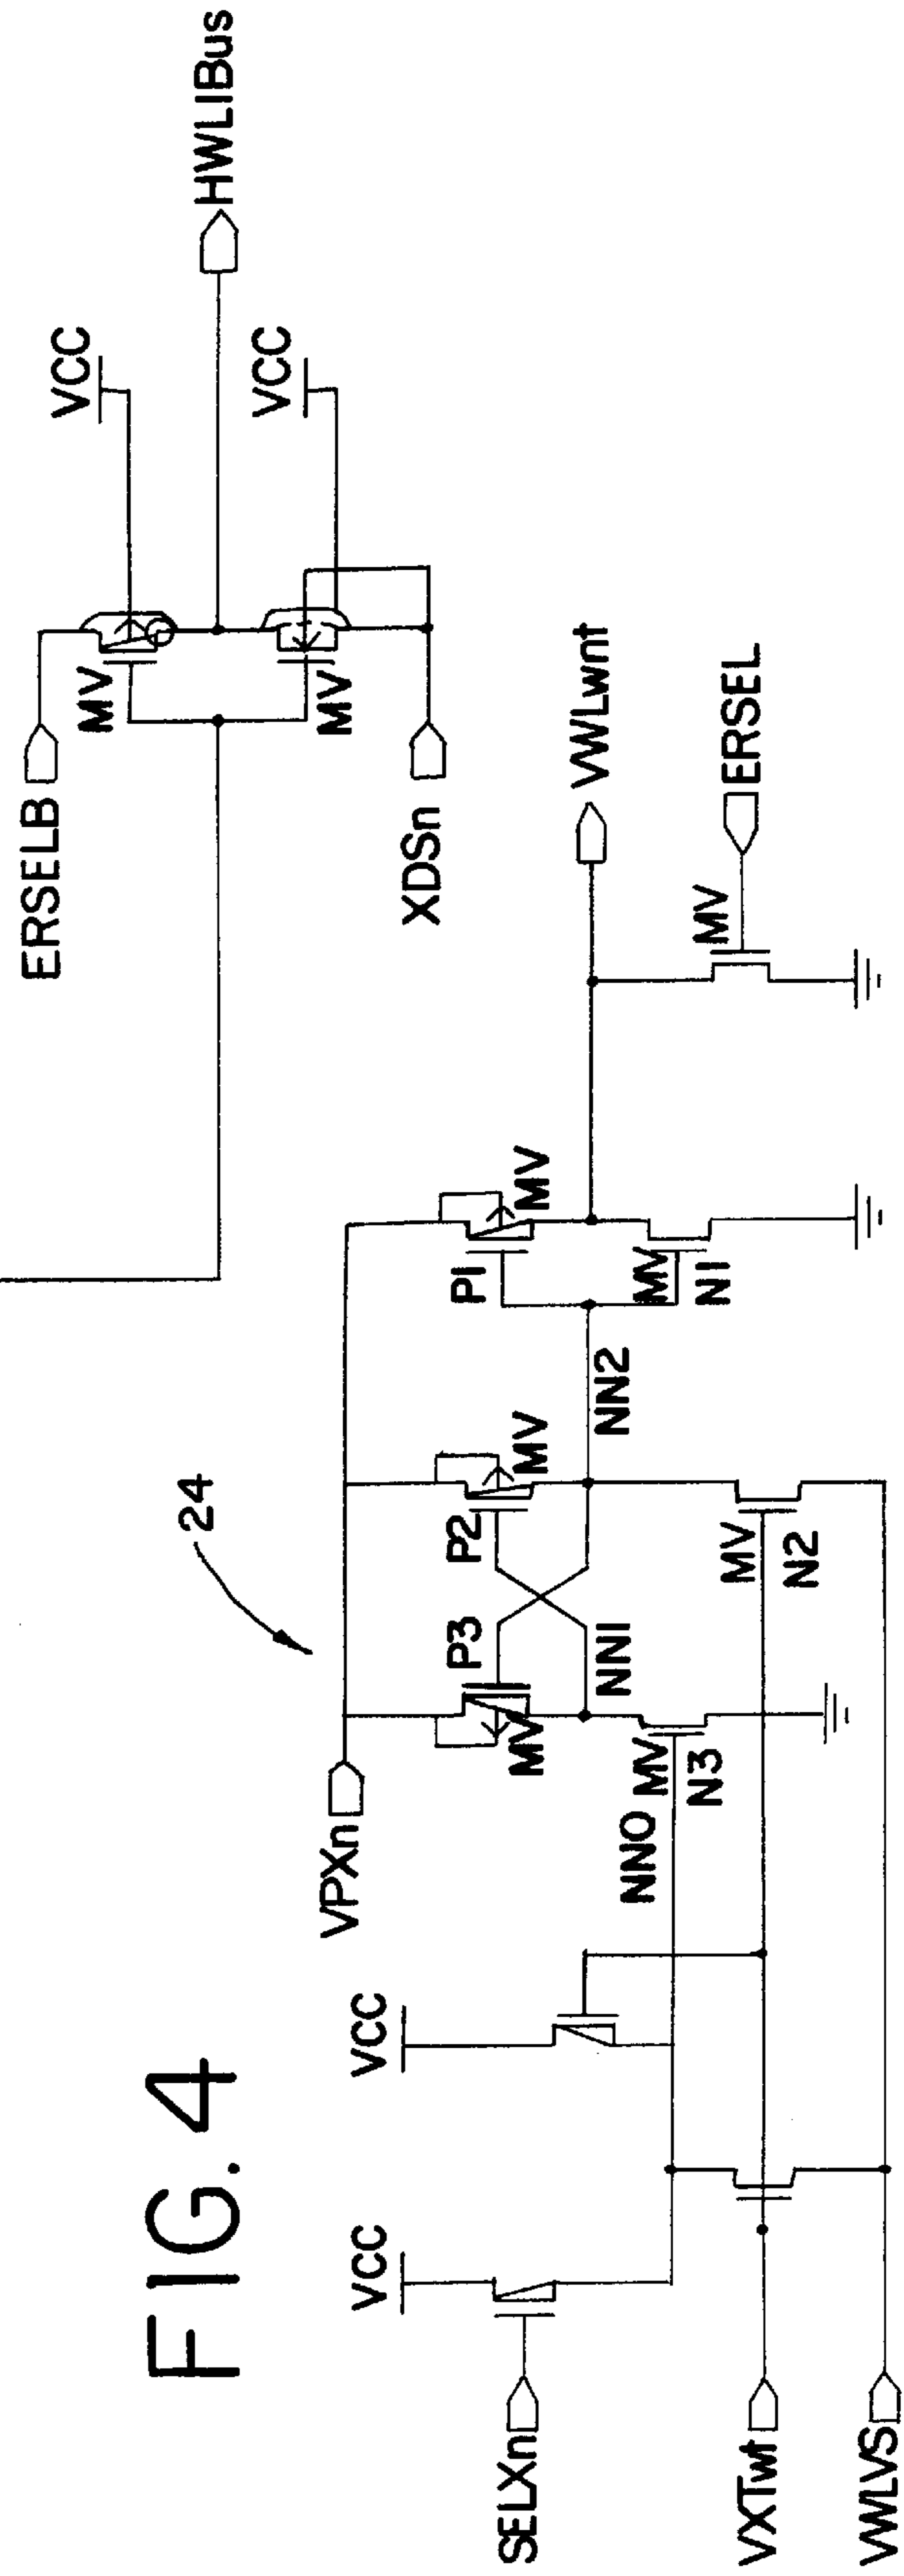 FIG. 4
24
ERSELB
VCC
MV
HWLIBus
MV
VCC
XDSn
VPXn
P3
MV
P2
MV
P1
MV
NN1
NN2
MV
N1
VWLwnt
MV
ERSEL
VCC
VCC
NNO
MV
N3
MV
N2
SELXn
VXTwt
VWLVS